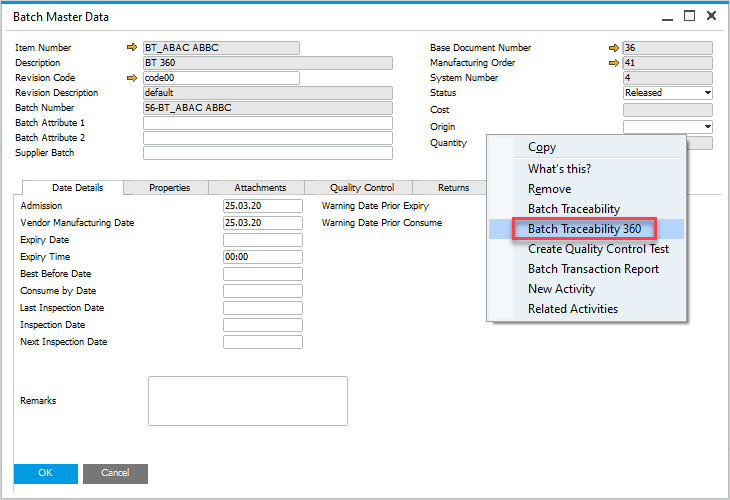 Batch Master Data
Item Number BT_ABAC ABBC Base Document Number 36
Description BT 360 Manufacturing Order 41
Revision Code code00 System Number 4
Revision Description default Status Released
Batch Number 56-BT_ABAC ABBC Cost
Batch Attribute 1 Origin
Batch Attribute 2 Quantity
Supplier Batch
Copy
What's this?
Remove
Batch Traceability
Batch Traceability 360
Create Quality Control Test
Batch Transaction Report
New Activity
Related Activities
Date Details Properties Attachments Quality Control Returns
Admission 25.03.20 Warning Date Prior Expiry
Vendor Manufacturing Date 25.03.20 Warning Date Prior Consume
Expiry Date
Expiry Time 00:00
Best Before Date
Consume by Date
Last Inspection Date
Inspection Date
Next Inspection Date
Remarks
OK Cancel